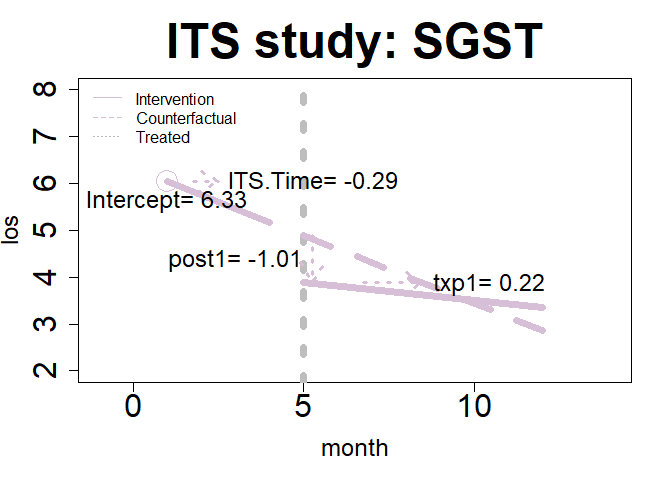 ITS study: SGST
8
7
6
5
4
3
2
los
Intervention
Counterfactual
Treated
ITS.Time= -0.29
Intercept= 6.33
post1= -1.01
txp1= 0.22
0
5
10
month